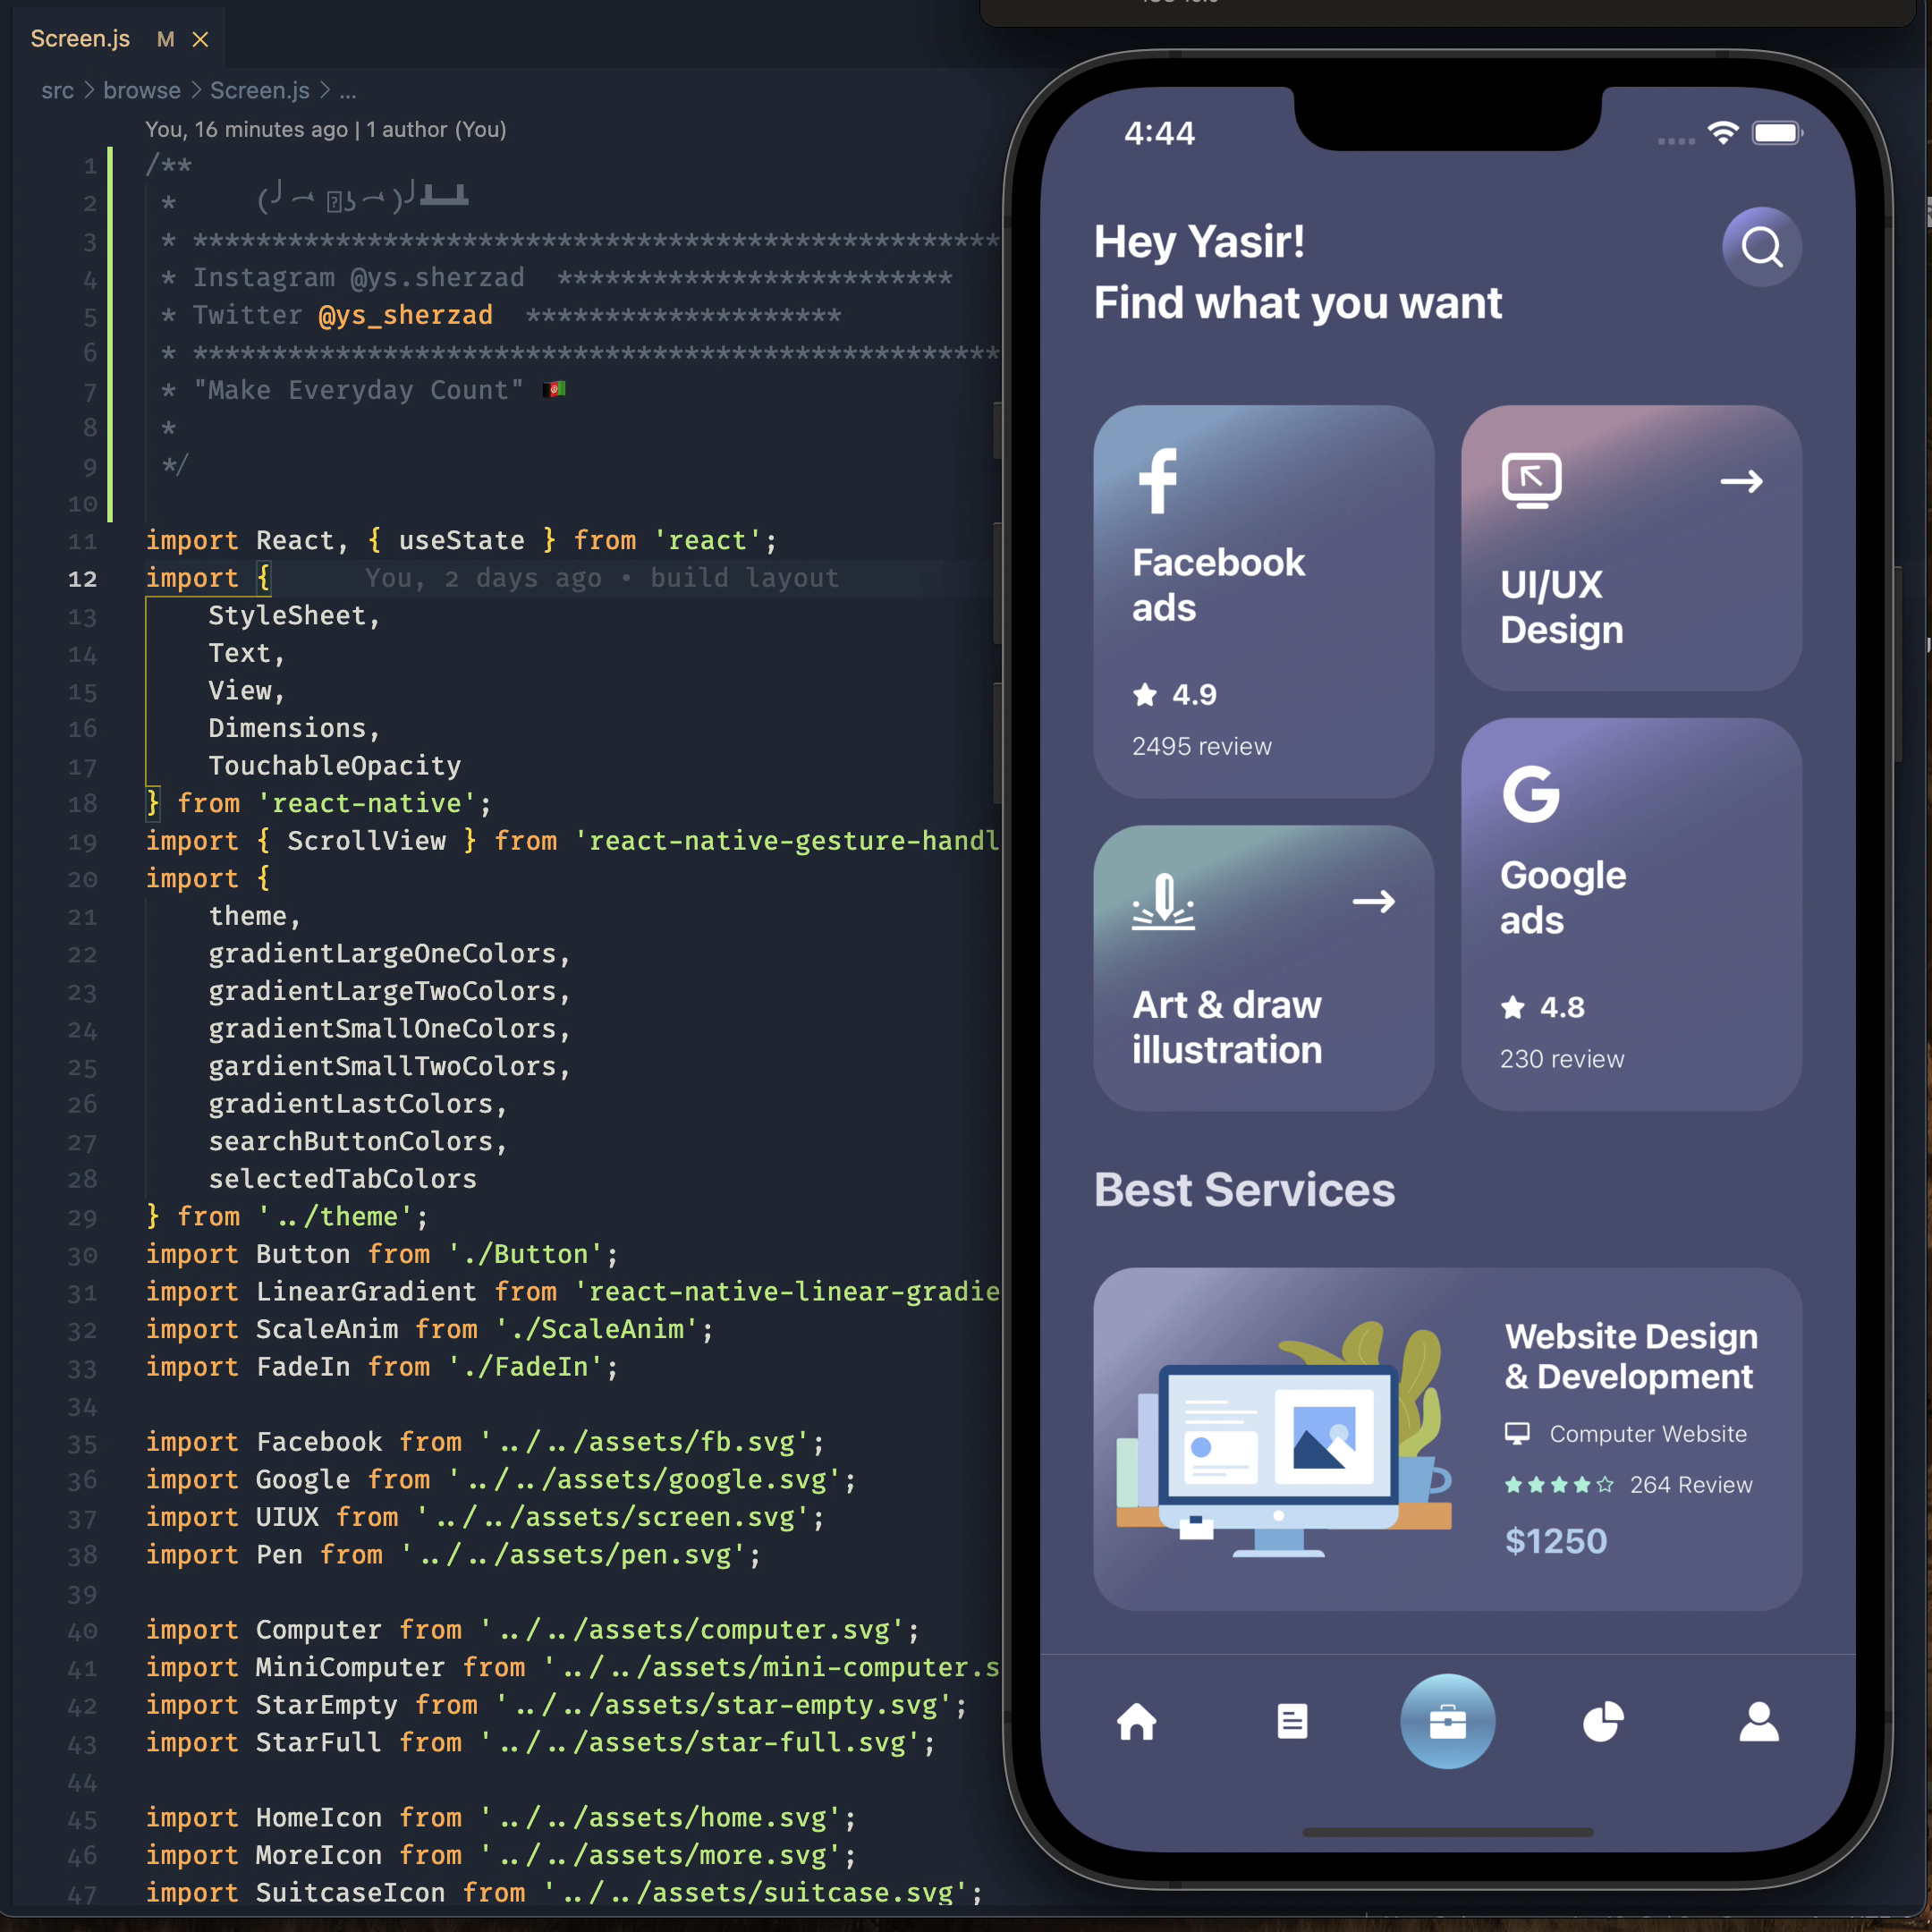 Screen.js M
src > browse > Screen.js > ...
You, 16 minutes ago | 1 author (You)
1 /**
2 *
3 * ***************************************************
4 * Instagram @ys.sherzad *************************
5 * Twitter @ys_sherzad ********************
6 * ***************************************************
7 * "Make Everyday Count" 🇦🇫
8 *
9 */
10
11 import React, { useState } from 'react';
12 import { You, 2 days ago • build layout
13 StyleSheet,
14 Text,
15 View,
16 Dimensions,
17 TouchableOpacity
18 } from 'react-native';
19 import { ScrollView } from 'react-native-gesture-handl
20 import {
21 theme,
22 gradientLargeOneColors,
23 gradientLargeTwoColors,
24 gradientSmallOneColors,
25 gardientSmallTwoColors,
26 gradientLastColors,
27 searchButtonColors,
28 selectedTabColors
29 } from '../theme';
30 import Button from './Button';
31 import LinearGradient from 'react-native-linear-gradie
32 import ScaleAnim from './ScaleAnim';
33 import FadeIn from './FadeIn';
34
35 import Facebook from '../../assets/fb.svg';
36 import Google from '../../assets/google.svg';
37 import UIUX from '../../assets/screen.svg';
38 import Pen from '../../assets/pen.svg';
39
40 import Computer from '../../assets/computer.svg';
41 import MiniComputer from '../../assets/mini-computer.s
42 import StarEmpty from '../../assets/star-empty.svg';
43 import StarFull from '../../assets/star-full.svg';
44
45 import HomeIcon from '../../assets/home.svg';
46 import MoreIcon from '../../assets/more.svg';
47 import SuitcaseIcon from '../../assets/suitcase.svg';
4:44
Hey Yasir!
Find what you want
Facebook
ads
4.9
2495 review
UI/UX
Design
Art & draw
illustration
Google
ads
4.8
230 review
Best Services
Website Design
& Development
Computer Website
264 Review
$1250